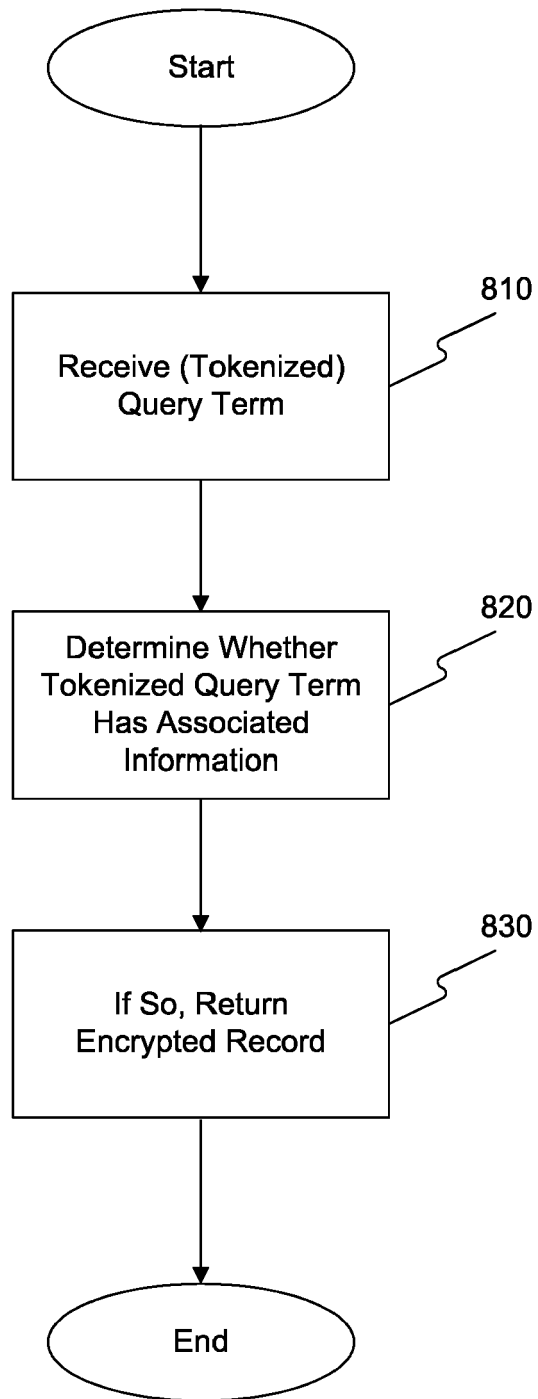 Start
810
Receive (Tokenized)
Query Term
820
Determine Whether
Tokenized Query Term
Has Associated
Information
830
If So, Return
Encrypted Record
End